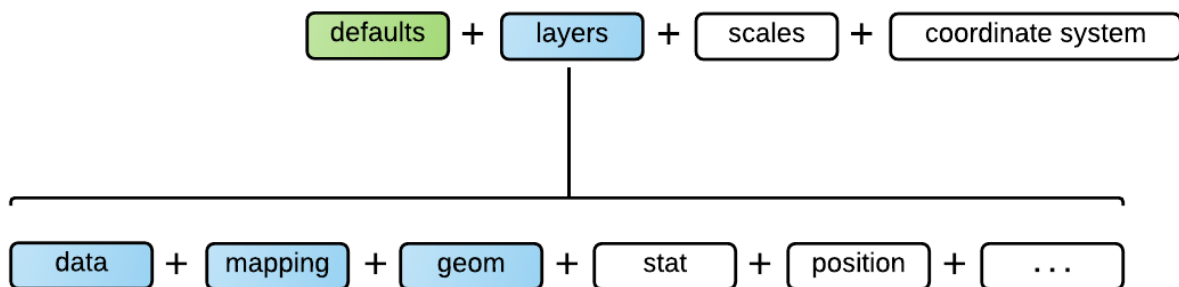 defaults + layers + scales + coordinate system
data + mapping + geom + stat + position + ...